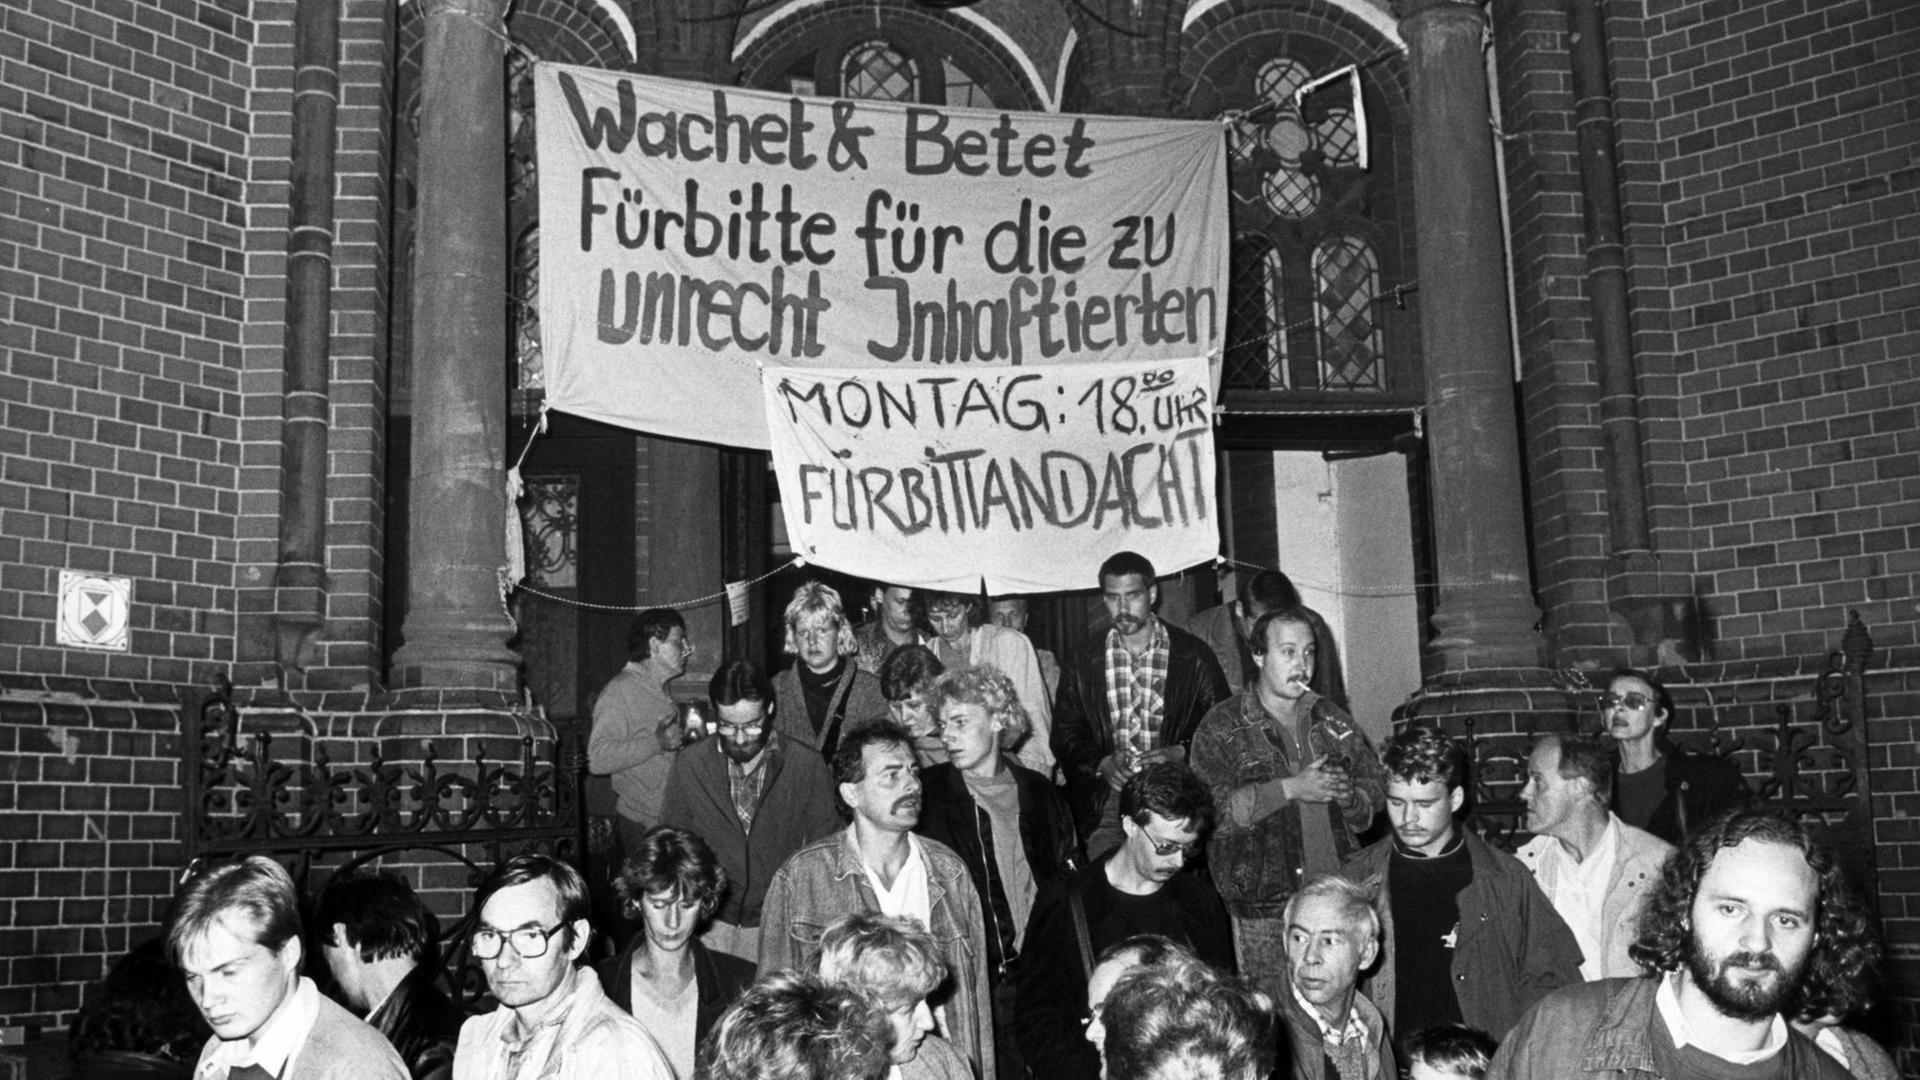 Wachet & Betet
Fürbitte für die zu
unrecht Inhaftierten
MONTAG: 18.00 UHR
FÜRBITTANDACHT